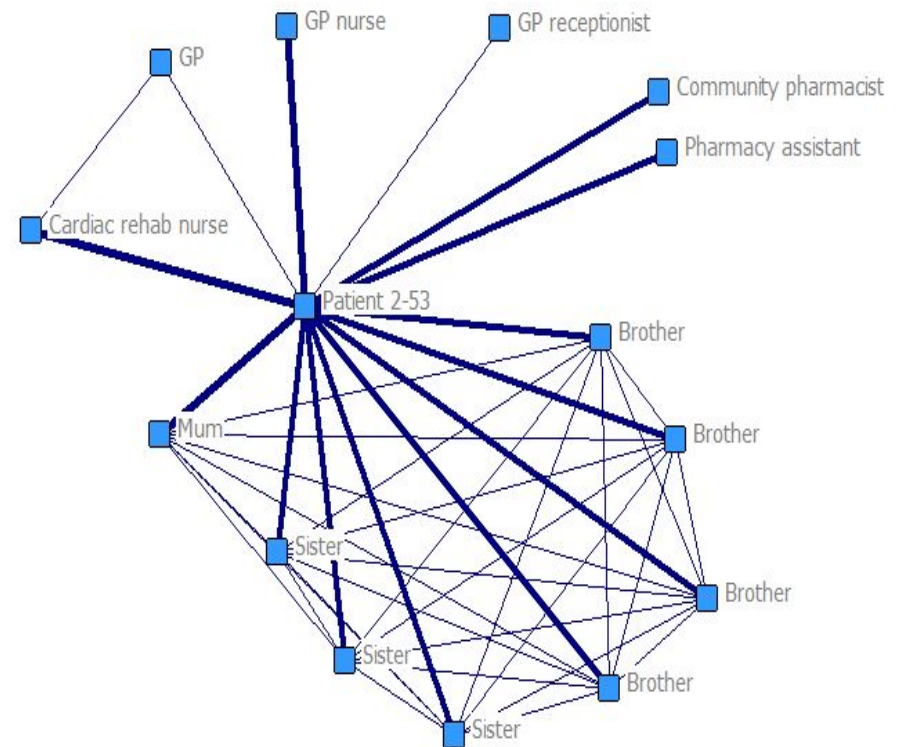 GP nurse
GP receptionist
GP
Community pharmacist
Pharmacy assistant
Cardiac rehab nurse
Patient 2-53
Brother
Mum
Brother
Sister
Brother
Sister
Brother
Sister